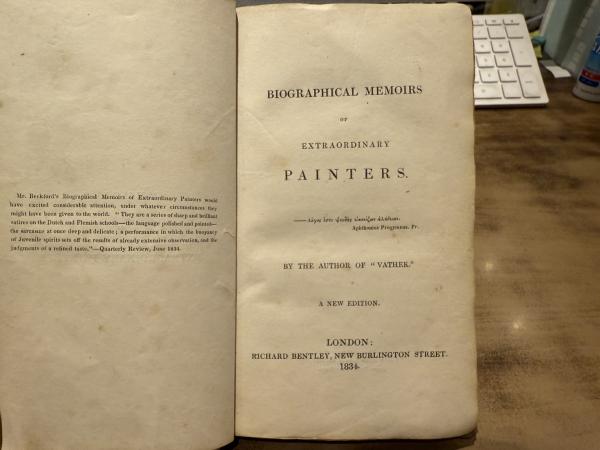 Mr. Beckford's Biographical Memoirs of Extraordinary Painters would
have excited considerable attention, under whatever circumstances they
might have been given to the world. "They are a series of sharp and brilliant
satires on the Dutch and Flemish schools—the language polished and pointed—
the sarcasm at once deep and delicate; a performance in which the buoyancy
of Juvenile spirits sets off the results of already extensive observation, and the
judgments of a refined taste."—Quarterly Review, June 1834.
BIOGRAPHICAL MEMOIRS
OF
EXTRAORDINARY
PAINTERS.
Aphthonius Progymnas. Pr.
BY THE AUTHOR OF "VATHEK."
A NEW EDITION.
LONDON:
RICHARD BENTLEY, NEW BURLINGTON STREET.
1834.